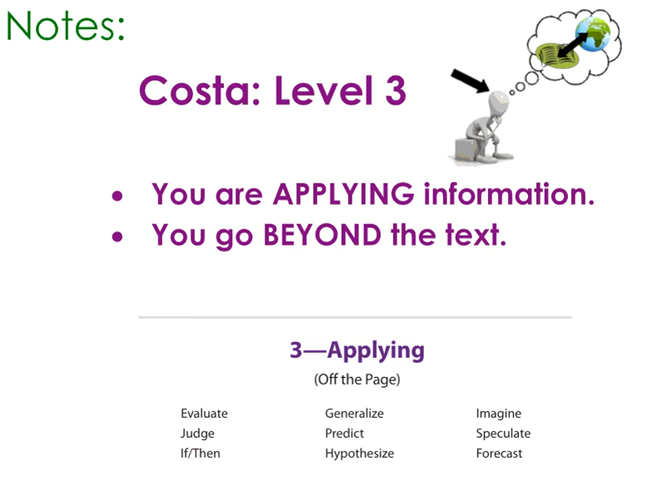 Notes:
Costa: Level 3
• You are APPLYING information.
• You go BEYOND the text.
3—Applying
(Off the Page)
Evaluate Generalize Imagine
Judge Predict Speculate
If/Then Hypothesize Forecast